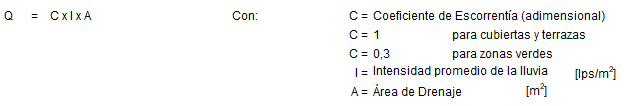 Q = C x I x A Con: C = Coeficiente de Escorrentía (adimensional)
C = 1 para cubiertas y terrazas
C = 0,3 para zonas verdes
I = Intensidad promedio de la lluvia [lps/m²]
A = Área de Drenaje [m²]